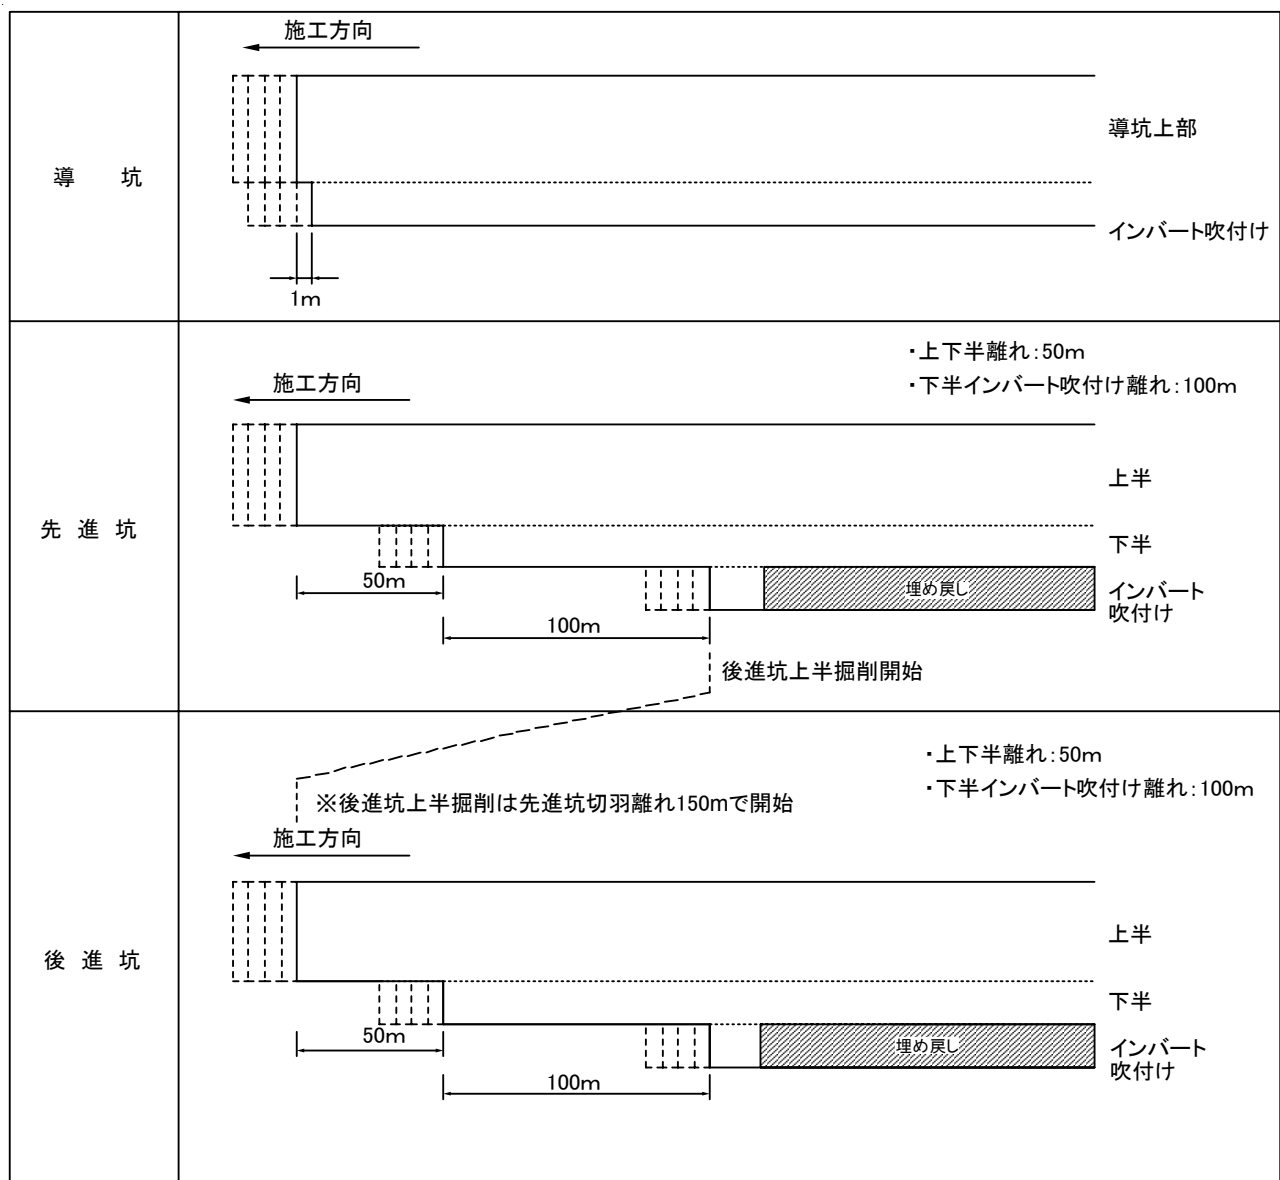 施工方向
導坑上部
導 坑
インバート吹付け
1m
・上下半離れ:50m
・下半インバート吹付け離れ:100m
施工方向
上半
先 進 坑
下半
50m
埋め戻し
インバート
吹付け
100m
後進坑上半掘削開始
・上下半離れ:50m
・下半インバート吹付け離れ:100m
※後進坑上半掘削は先進坑切羽離れ150mで開始
施工方向
上半
後 進 坑
下半
50m
埋め戻し
インバート
吹付け
100m